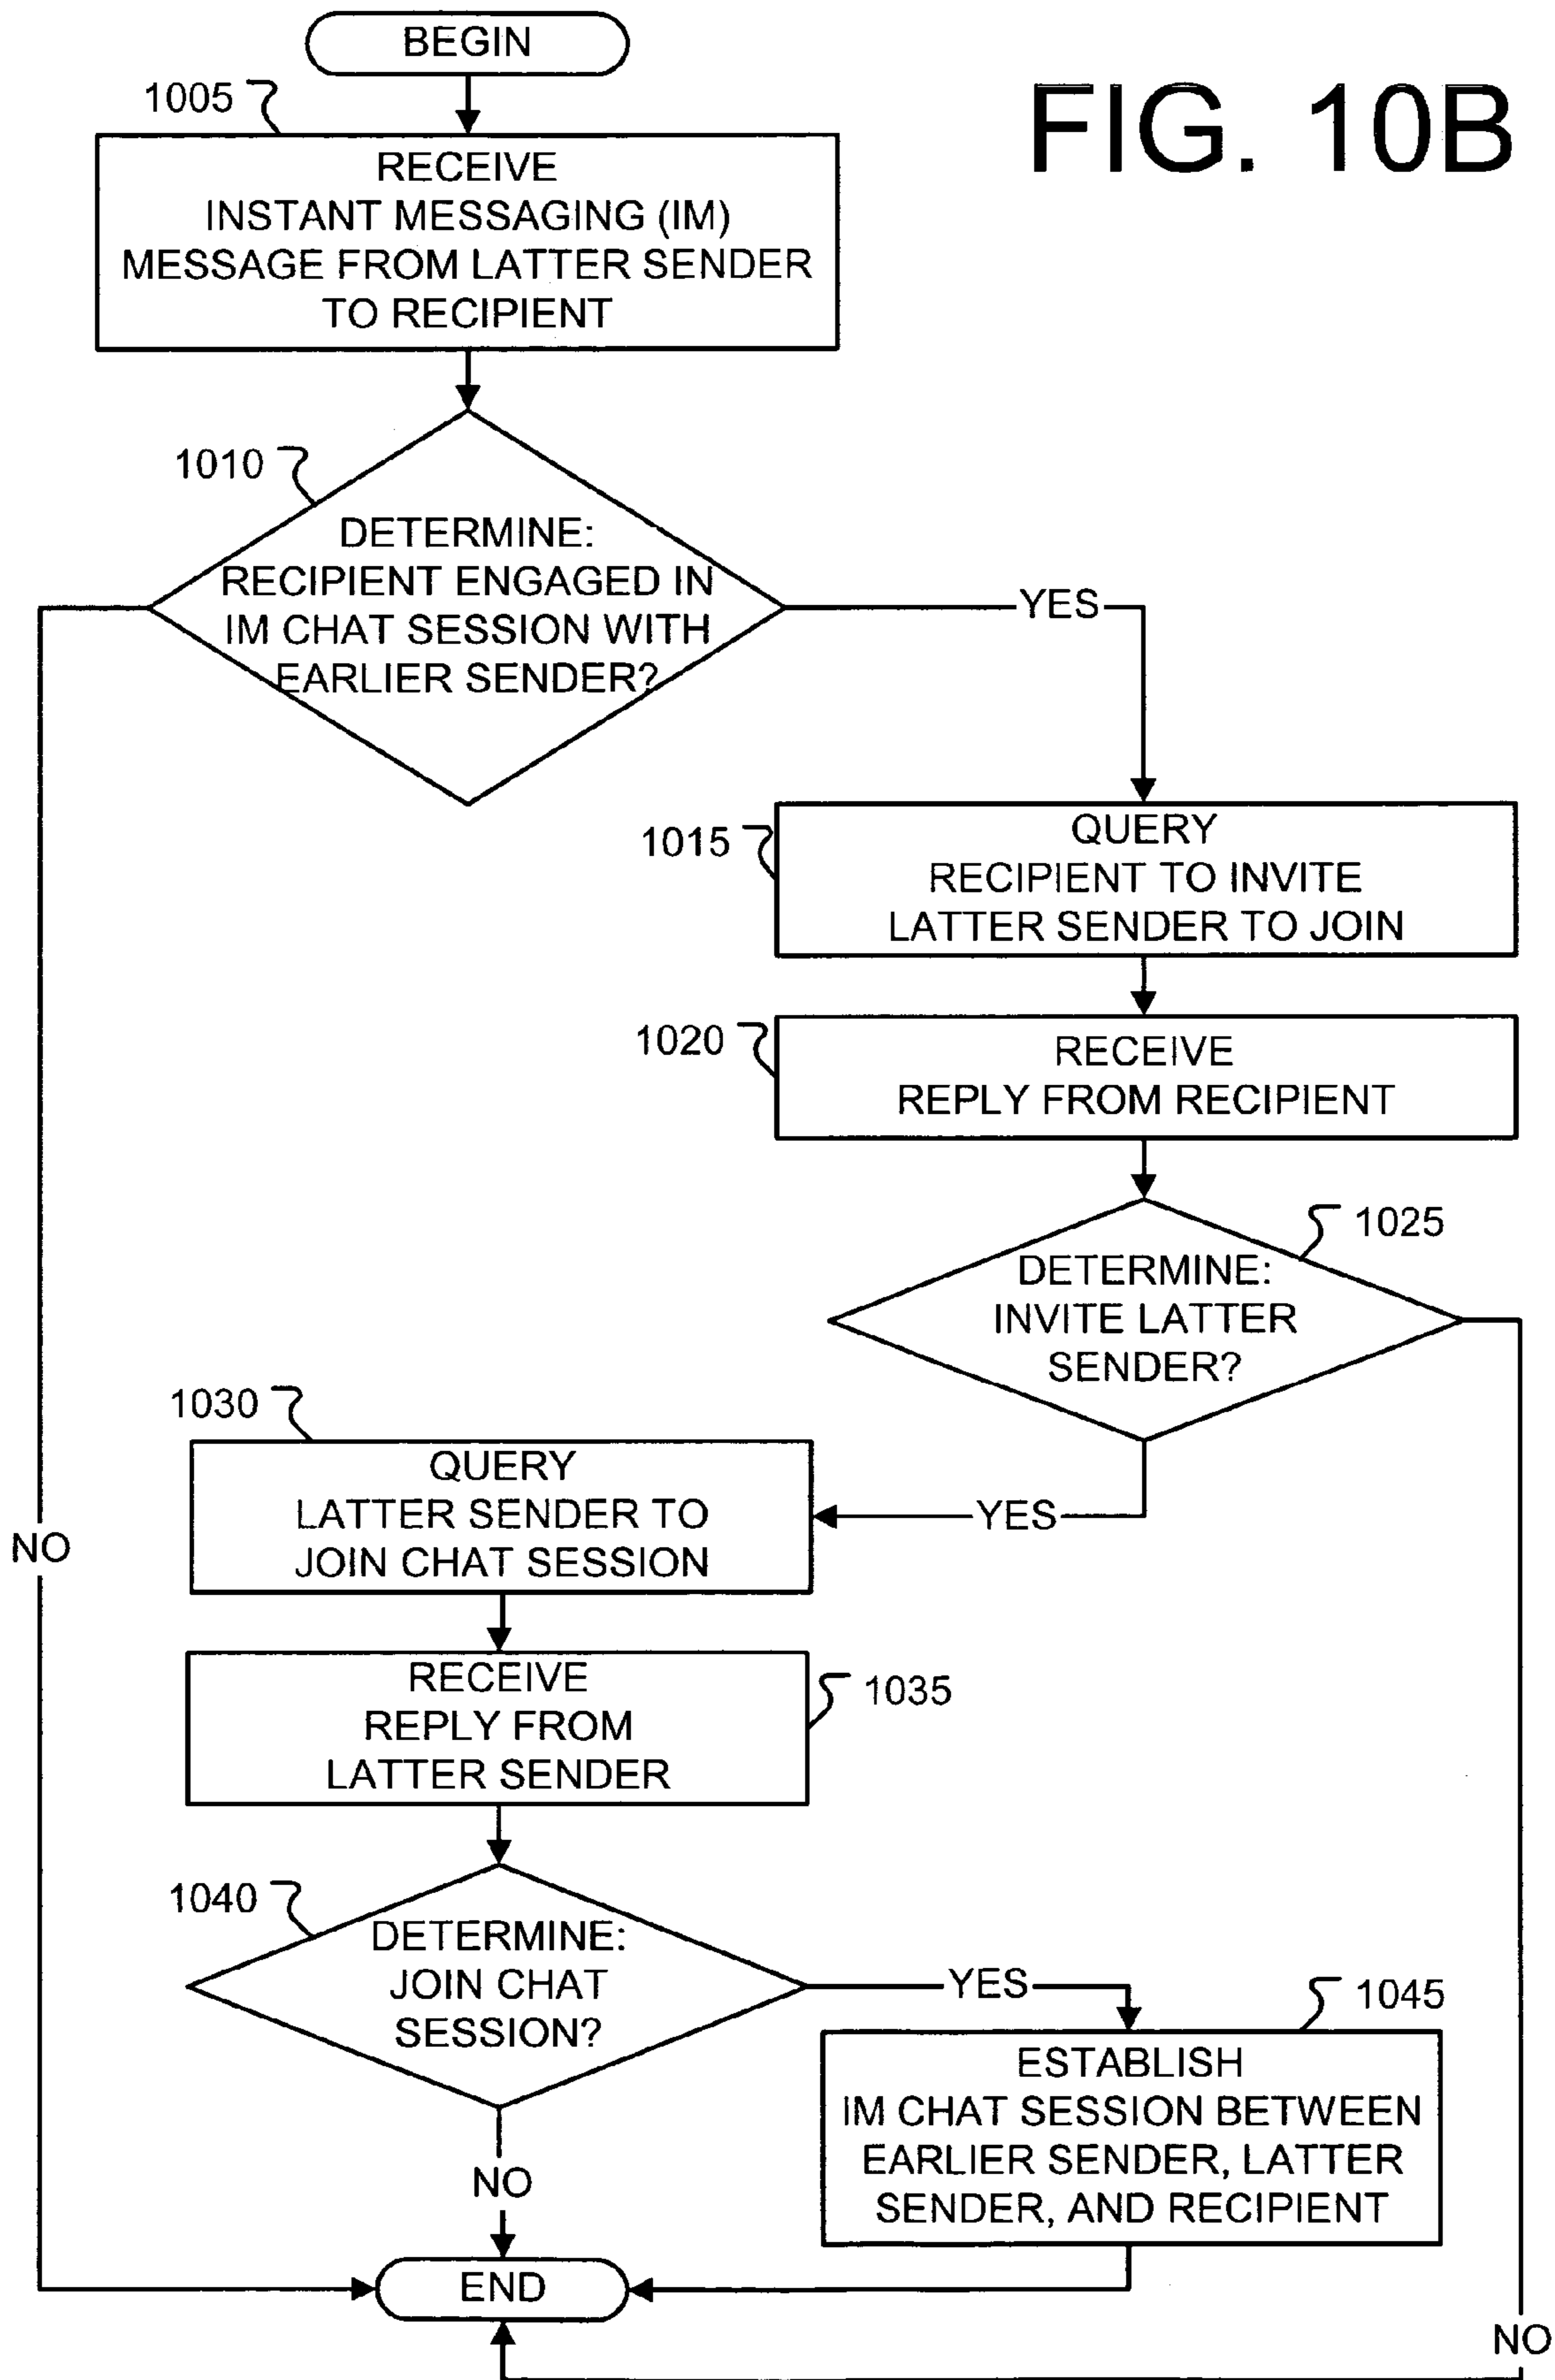 BEGIN
FIG. 10B
1005
RECEIVE
INSTANT MESSAGING (IM)
MESSAGE FROM LATTER SENDER
TO RECIPIENT
1010
DETERMINE:
RECIPIENT ENGAGED IN
IM CHAT SESSION WITH
EARLIER SENDER?
YES
1015
QUERY
RECIPIENT TO INVITE
LATTER SENDER TO JOIN
1020
RECEIVE
REPLY FROM RECIPIENT
1025
DETERMINE:
INVITE LATTER
SENDER?
1030
QUERY
LATTER SENDER TO
JOIN CHAT SESSION
YES
NO
RECEIVE
REPLY FROM
LATTER SENDER
1035
1040
DETERMINE:
JOIN CHAT
SESSION?
YES
1045
ESTABLISH
IM CHAT SESSION BETWEEN
EARLIER SENDER, LATTER
SENDER, AND RECIPIENT
NO
END
NO